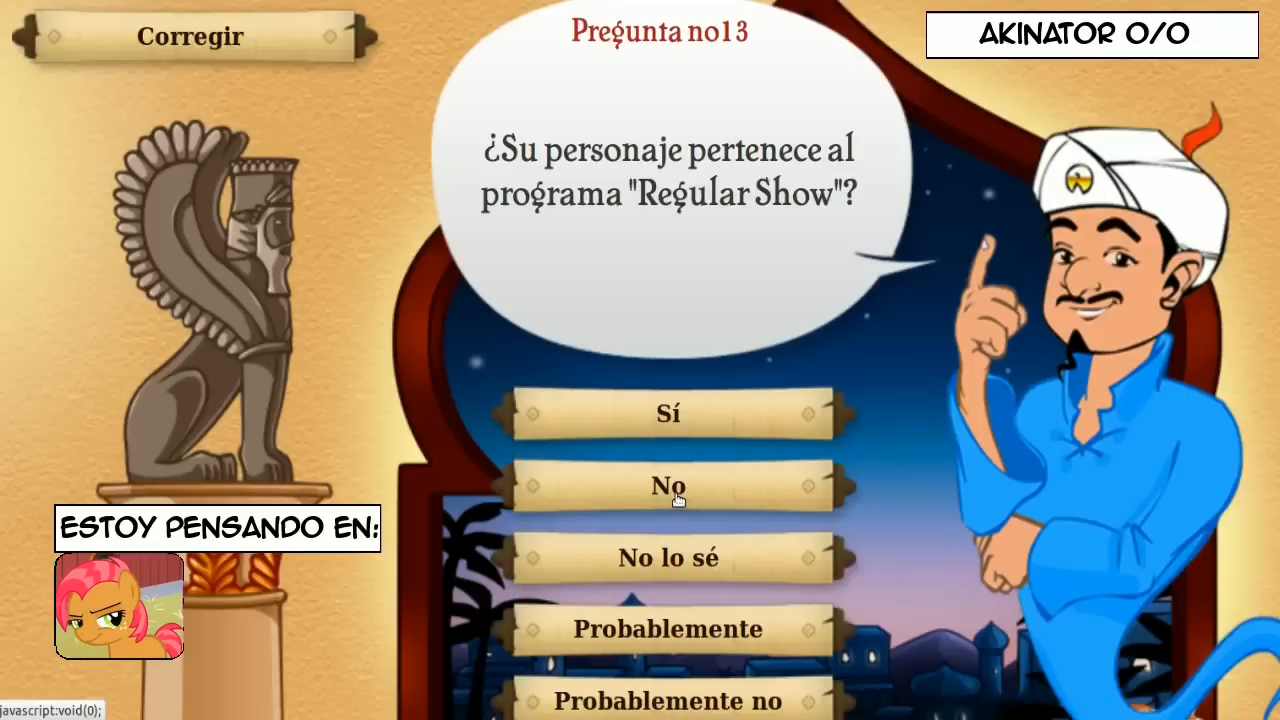 Corregir
Pregunta no13
AKINATOR 0/0
¿Su personaje pertenece al
programa "Regular Show"?
Sí
No
ESTOY PENSANDO EN:
No lo sé
Probablemente
Probablemente no
javascript:void(0);